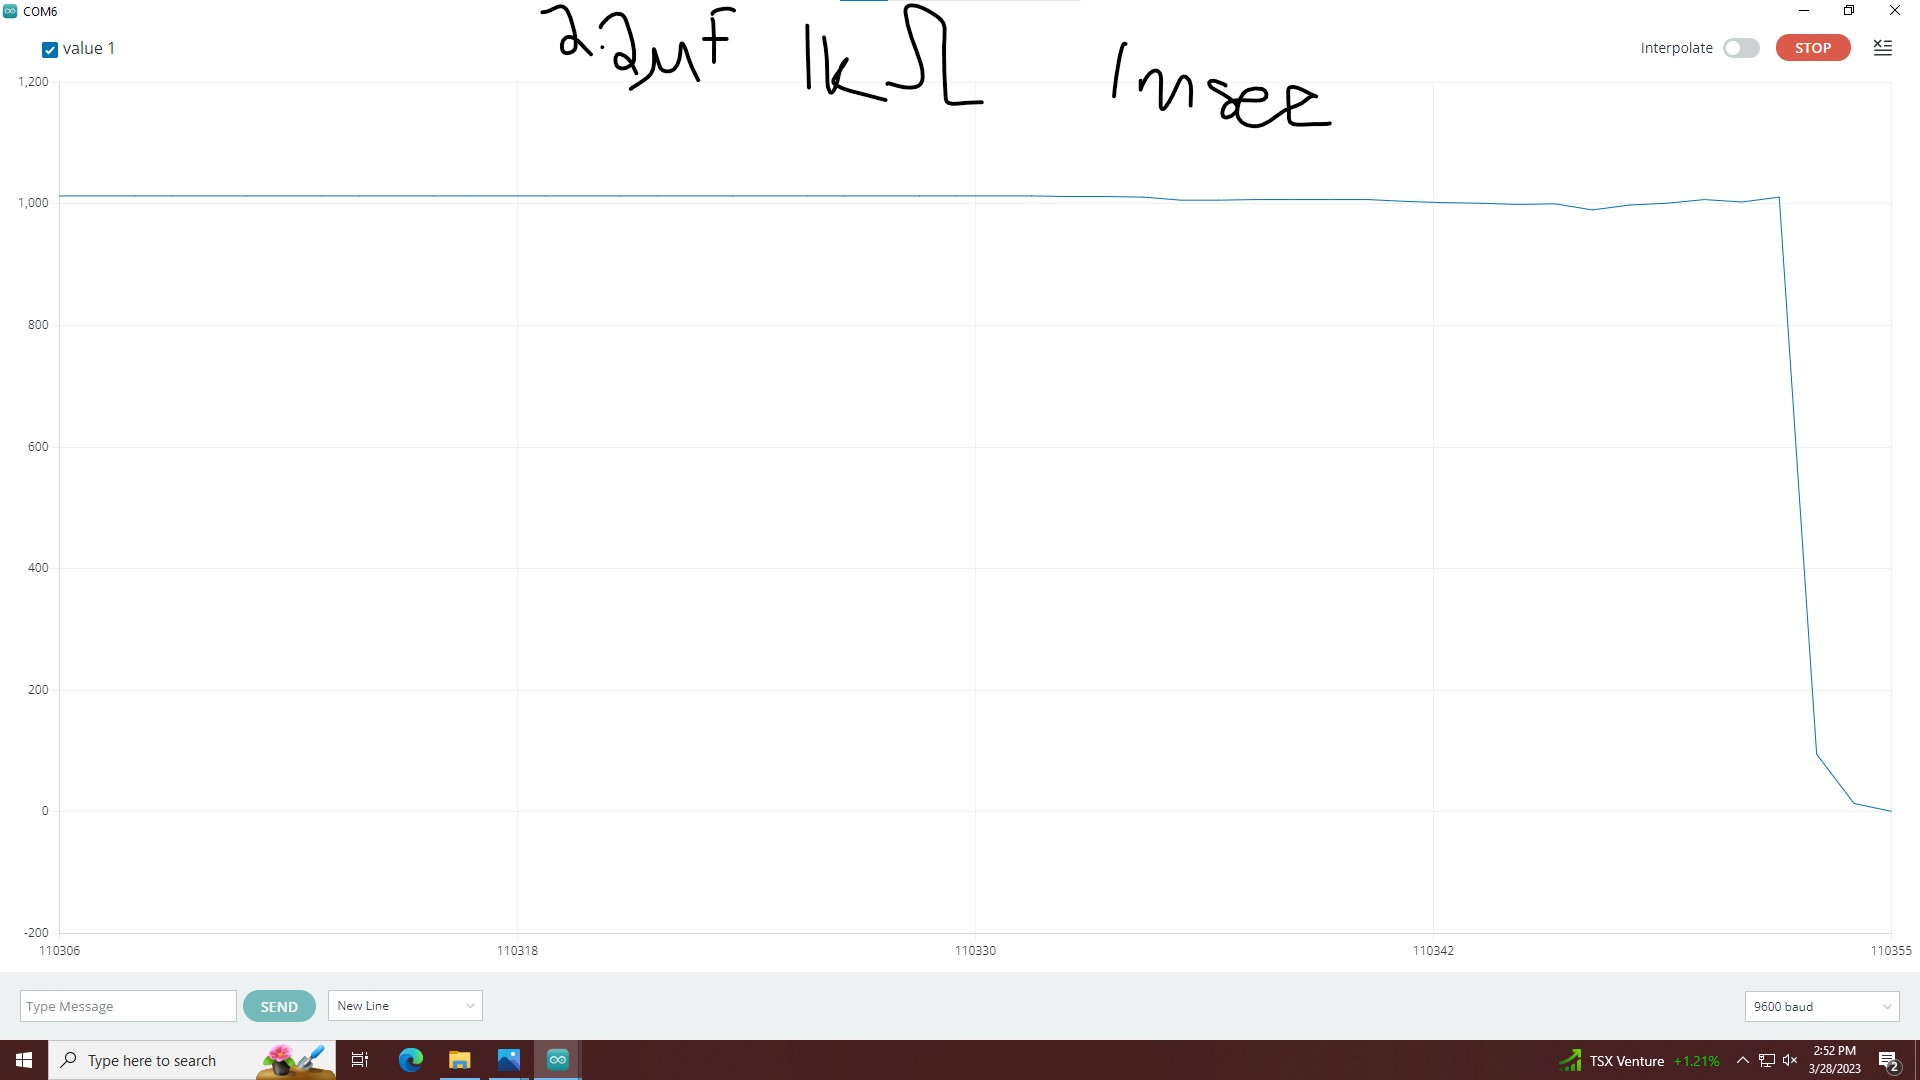 COM6
2.2μF 1kΩ 1msec
value 1
Interpolate
STOP
1,200
1,000
800
600
400
200
0
-200
110306 110318 110330 110342 110355
Type Message
SEND
New Line
9600 baud
Type here to search
TSX Venture +1.21%
2:52 PM
3/28/2023
2